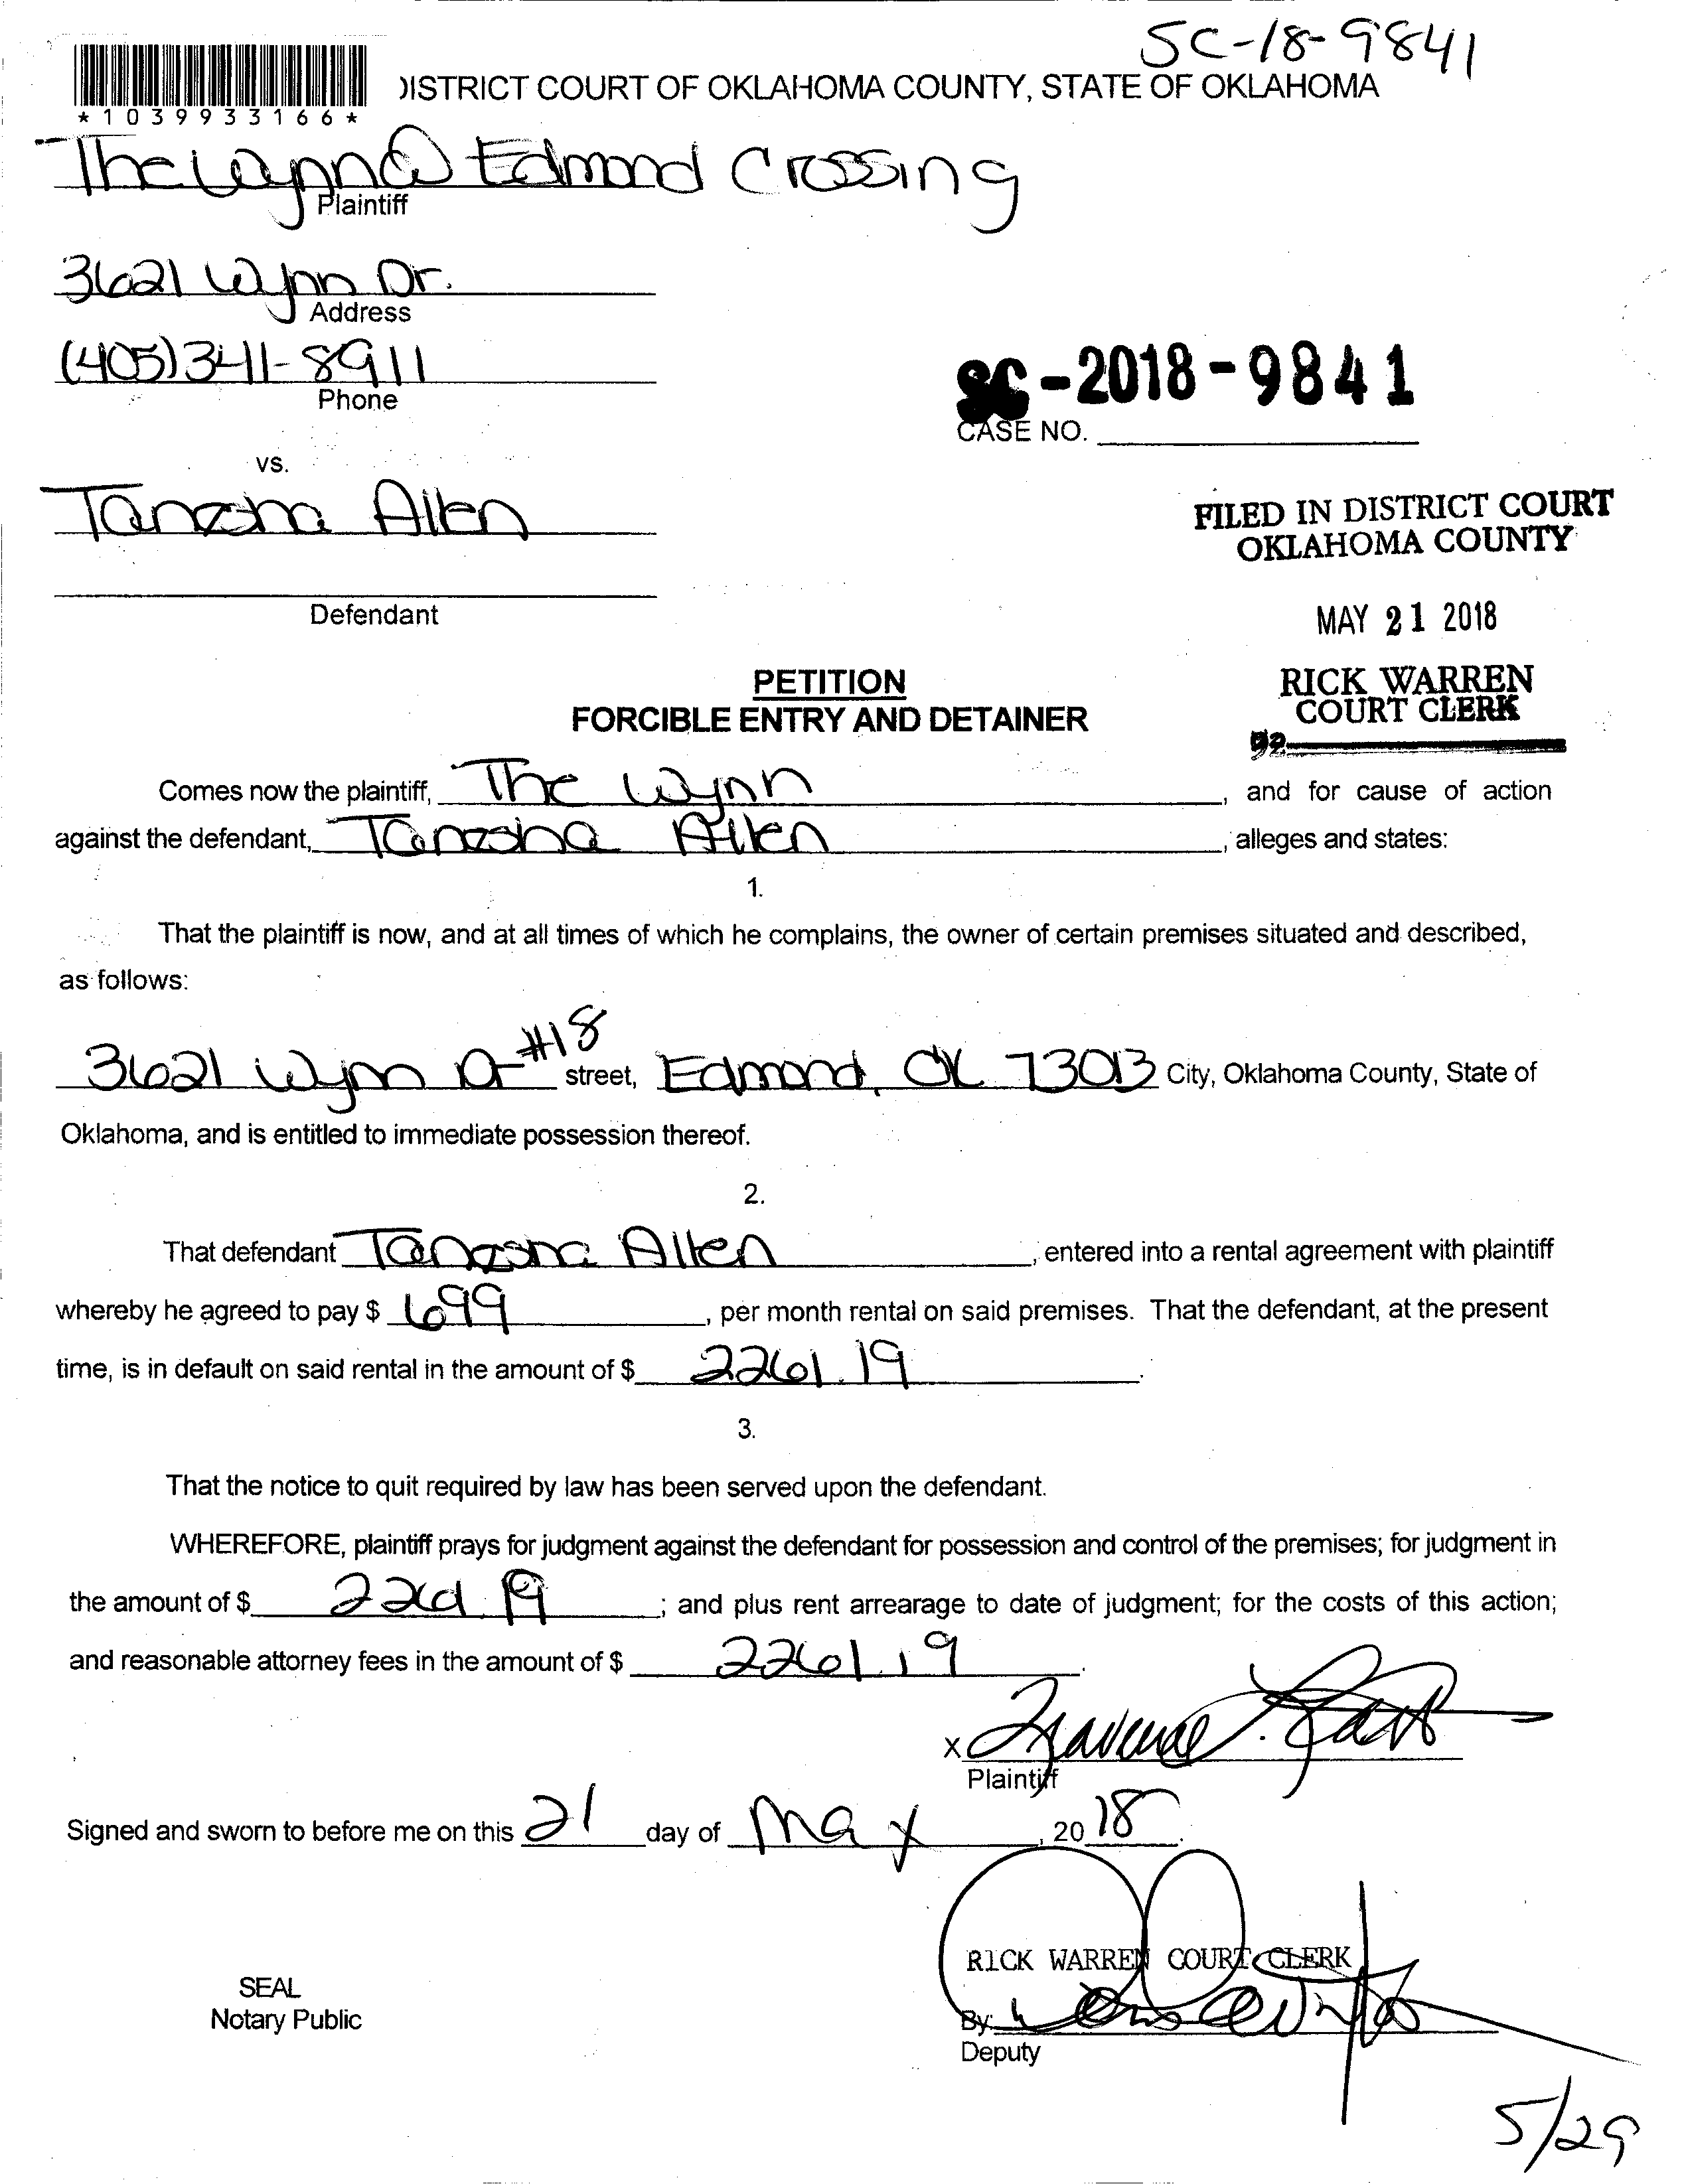 SC-18-9841
DISTRICT COURT OF OKLAHOMA COUNTY, STATE OF OKLAHOMA
*1039933166*
The Wynn @ Edmond Crossing
Plaintiff
3621 Wynn Dr.
Address
(405) 341-8911
Phone
SC-2018-9841
CASE NO.
vs.
Tanesha Allen
Defendant
FILED IN DISTRICT COURT
OKLAHOMA COUNTY
MAY 21 2018
RICK WARREN
COURT CLERK
PETITION
FORCIBLE ENTRY AND DETAINER
Comes now the plaintiff, The Wynn, and for cause of action
against the defendant, Tanesha Allen, alleges and states:
1.
That the plaintiff is now, and at all times of which he complains, the owner of certain premises situated and described,
as follows:
3621 Wynn Dr #18 street, Edmond, OK 73013 City, Oklahoma County, State of
Oklahoma, and is entitled to immediate possession thereof.
2.
That defendant Tanesha Allen, entered into a rental agreement with plaintiff
whereby he agreed to pay $ 699, per month rental on said premises. That the defendant, at the present
time, is in default on said rental in the amount of $ 2261.19.
3.
That the notice to quit required by law has been served upon the defendant.
WHEREFORE, plaintiff prays for judgment against the defendant for possession and control of the premises; for judgment in
the amount of $ 2261.19; and plus rent arrearage to date of judgment; for the costs of this action;
and reasonable attorney fees in the amount of $ 2261.19.
X
Plaintiff
Signed and sworn to before me on this 21 day of May, 2018.
RICK WARREN COURT CLERK
SEAL
Notary Public
By:
Deputy
5/29